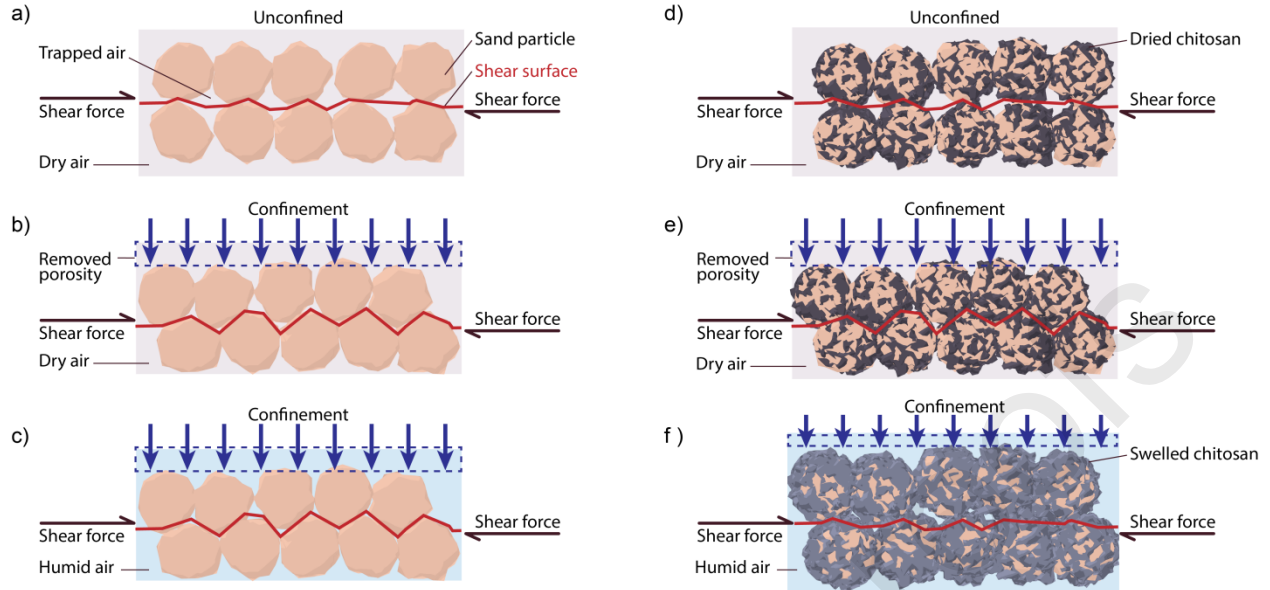 a)
Unconfined
Trapped air
Sand particle
Shear surface
Shear force
Shear force
Dry air
b)
Confinement
Removed
porosity
Shear force
Shear force
Dry air
c)
Confinement
Shear force
Shear force
Humid air
d)
Unconfined
Dried chitosan
Shear force
Shear force
Dry air
e)
Confinement
Removed
porosity
Shear force
Shear force
Dry air
f )
Confinement
Swelled chitosan
Shear force
Shear force
Humid air